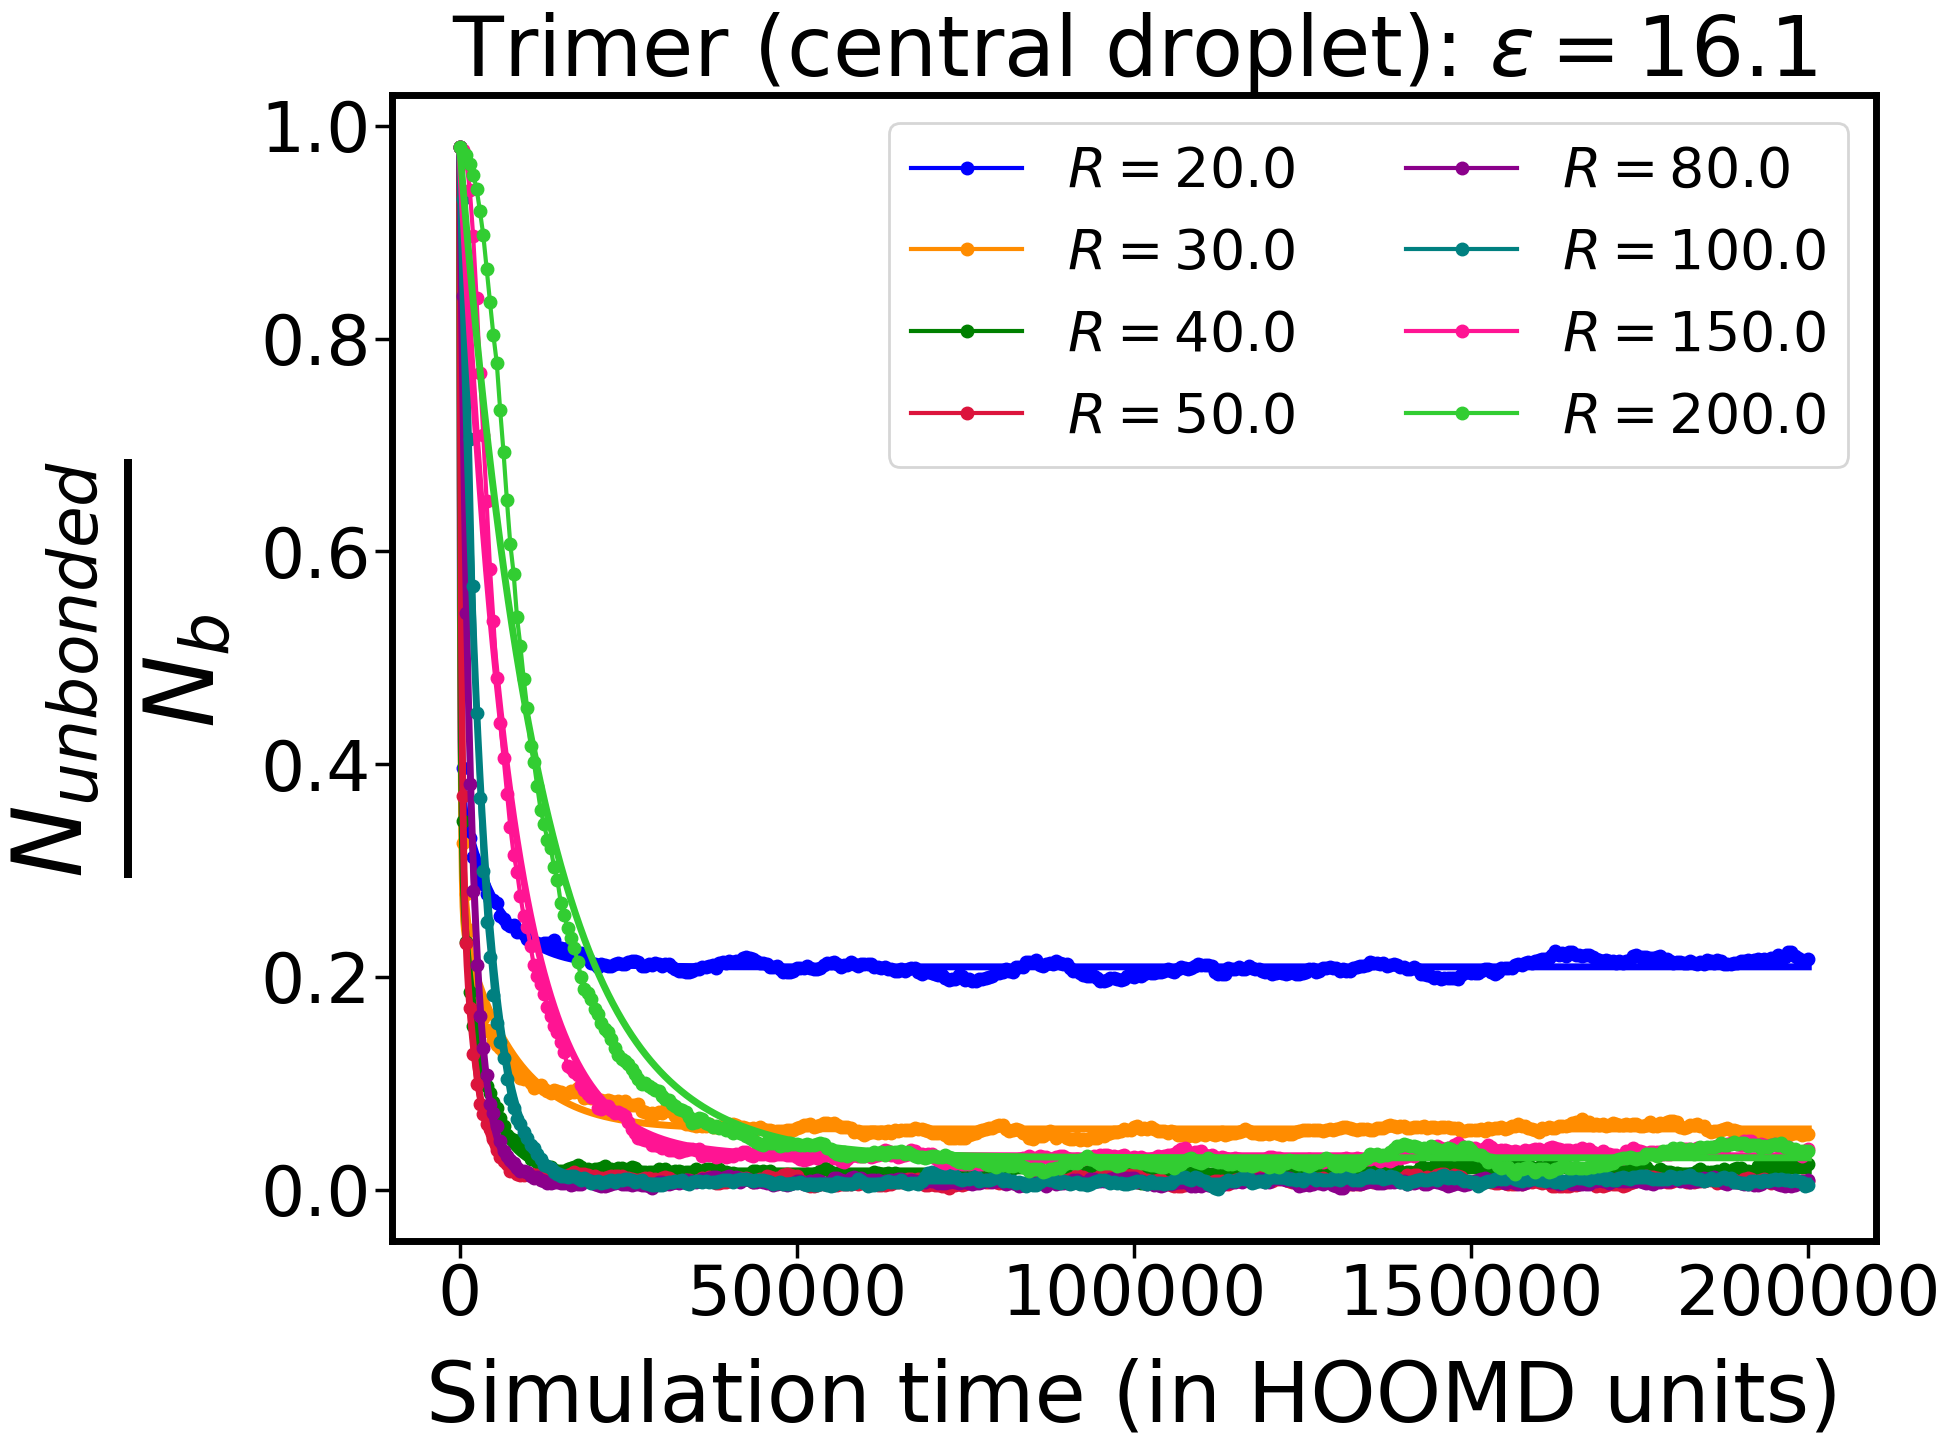 Trimer (central droplet): ε = 16.1
N_unbonded
N_b
1.0
0.8
0.6
0.4
0.2
0.0
R = 20.0
R = 30.0
R = 40.0
R = 50.0
R = 80.0
R = 100.0
R = 150.0
R = 200.0
0 50000 100000 150000 200000
Simulation time (in HOOMD units)